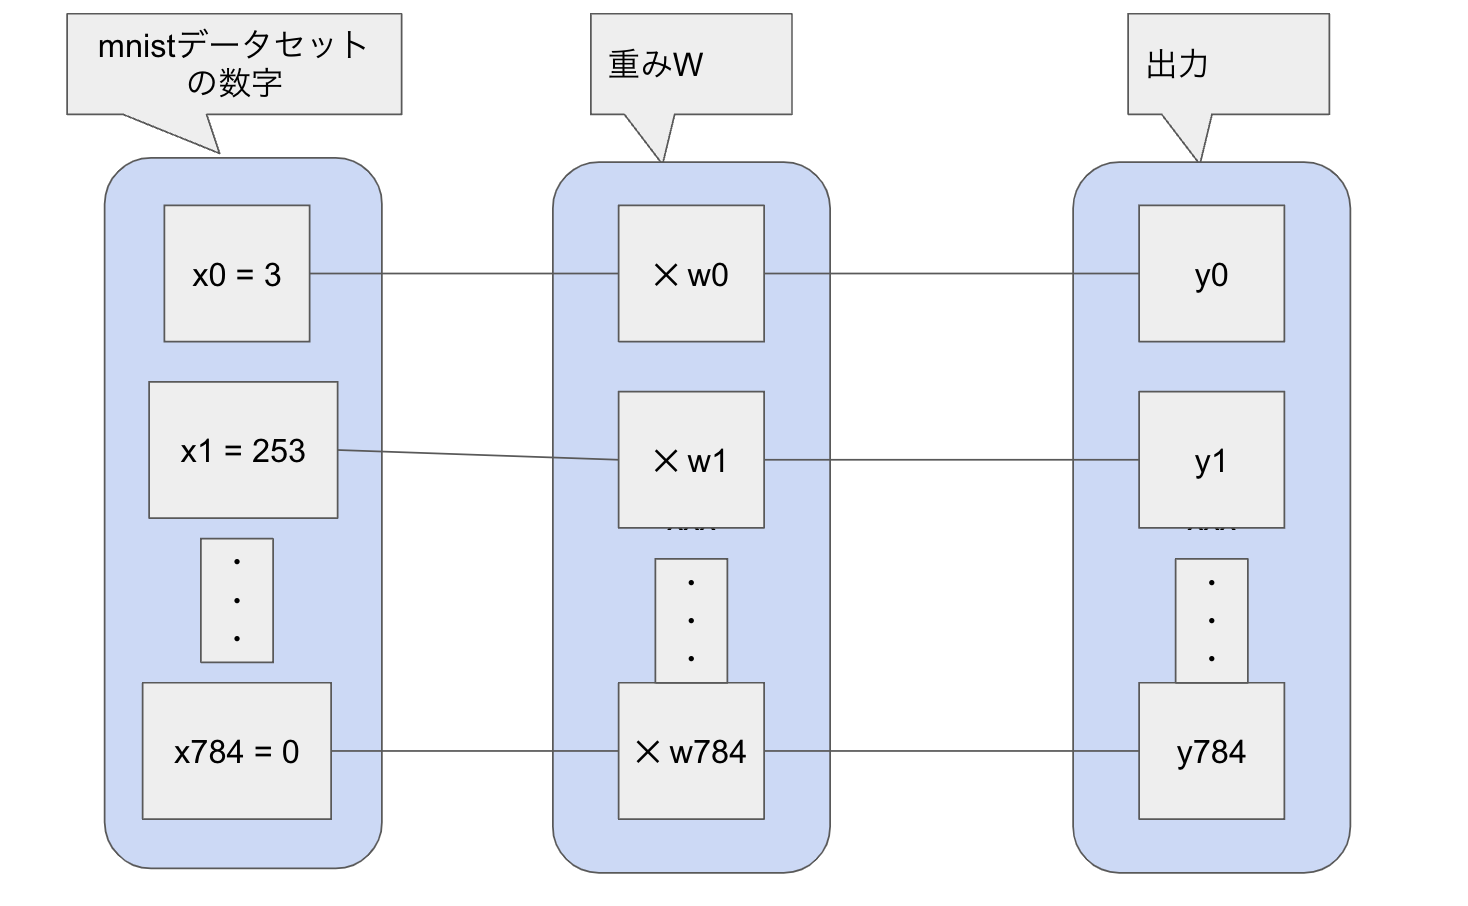 mnistデータセット
の数字
重みW
出力
x0 = 3
× w0
y0
x1 = 253
× w1
y1
・
・
・
・
・
・
・
・
・
x784 = 0
× w784
y784